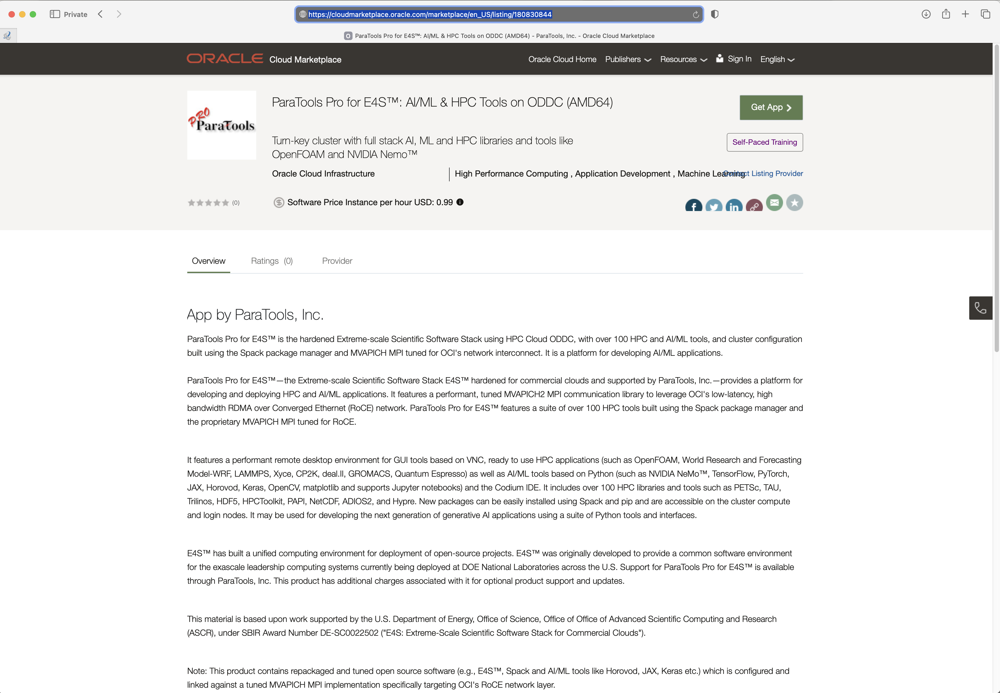 Private
https://cloudmarketplace.oracle.com/marketplace/en_US/listing/180830844
ParaTools Pro for E4S™: AI/ML & HPC Tools on ODDC (AMD64) - ParaTools, Inc. - Oracle Cloud Marketplace
ORACLE Cloud Marketplace
Oracle Cloud Home Publishers Resources Sign In English
PRO
ParaTools
ParaTools Pro for E4S™: AI/ML & HPC Tools on ODDC (AMD64)
Get App
Turn-key cluster with full stack AI, ML and HPC libraries and tools like
OpenFOAM and NVIDIA Nemo™
Self-Paced Training
Oracle Cloud Infrastructure
High Performance Computing , Application Development , Machine Learning
Contact Listing Provider
(0)
Software Price Instance per hour USD: 0.99
Overview Ratings (0) Provider
App by ParaTools, Inc.
ParaTools Pro for E4S™ is the hardened Extreme-scale Scientific Software Stack using HPC Cloud ODDC, with over 100 HPC and AI/ML tools, and cluster configuration
built using the Spack package manager and MVAPICH MPI tuned for OCI's network interconnect. It is a platform for developing AI/ML applications.
ParaTools Pro for E4S™—the Extreme-scale Scientific Software Stack E4S™ hardened for commercial clouds and supported by ParaTools, Inc.—provides a platform for
developing and deploying HPC and AI/ML applications. It features a performant, tuned MVAPICH2 MPI communication library to leverage OCI's low-latency, high
bandwidth RDMA over Converged Ethernet (RoCE) network. ParaTools Pro for E4S™ features a suite of over 100 HPC tools built using the Spack package manager and
the proprietary MVAPICH MPI tuned for RoCE.
It features a performant remote desktop environment for GUI tools based on VNC, ready to use HPC applications (such as OpenFOAM, World Research and Forecasting
Model-WRF, LAMMPS, Xyce, CP2K, deal.II, GROMACS, Quantum Espresso) as well as AI/ML tools based on Python (such as NVIDIA NeMo™, TensorFlow, PyTorch,
JAX, Horovod, Keras, OpenCV, matplotlib and supports Jupyter notebooks) and the Codium IDE. It includes over 100 HPC libraries and tools such as PETSc, TAU,
Trilinos, HDF5, HPCToolkit, PAPI, NetCDF, ADIOS2, and Hypre. New packages can be easily installed using Spack and pip and are accessible on the cluster compute
and login nodes. It may be used for developing the next generation of generative AI applications using a suite of Python tools and interfaces.
E4S™ has built a unified computing environment for deployment of open-source projects. E4S™ was originally developed to provide a common software environment
for the exascale leadership computing systems currently being deployed at DOE National Laboratories across the U.S. Support for ParaTools Pro for E4S™ is available
through ParaTools, Inc. This product has additional charges associated with it for optional product support and updates.
This material is based upon work supported by the U.S. Department of Energy, Office of Science, Office of Office of Advanced Scientific Computing and Research
(ASCR), under SBIR Award Number DE-SC0022502 ("E4S: Extreme-Scale Scientific Software Stack for Commercial Clouds").
Note: This product contains repackaged and tuned open source software (e.g., E4S™, Spack and AI/ML tools like Horovod, JAX, Keras etc.) which is configured and
linked against a tuned MVAPICH MPI implementation specifically targeting OCI's RoCE network layer.